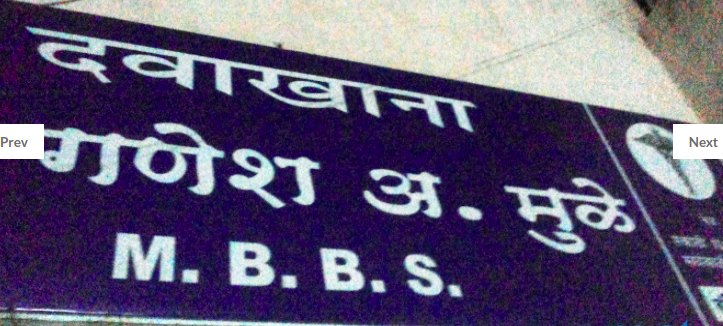 दवाखाना
गणेश अ. मुळे
M. B. B. S.
Prev
Next